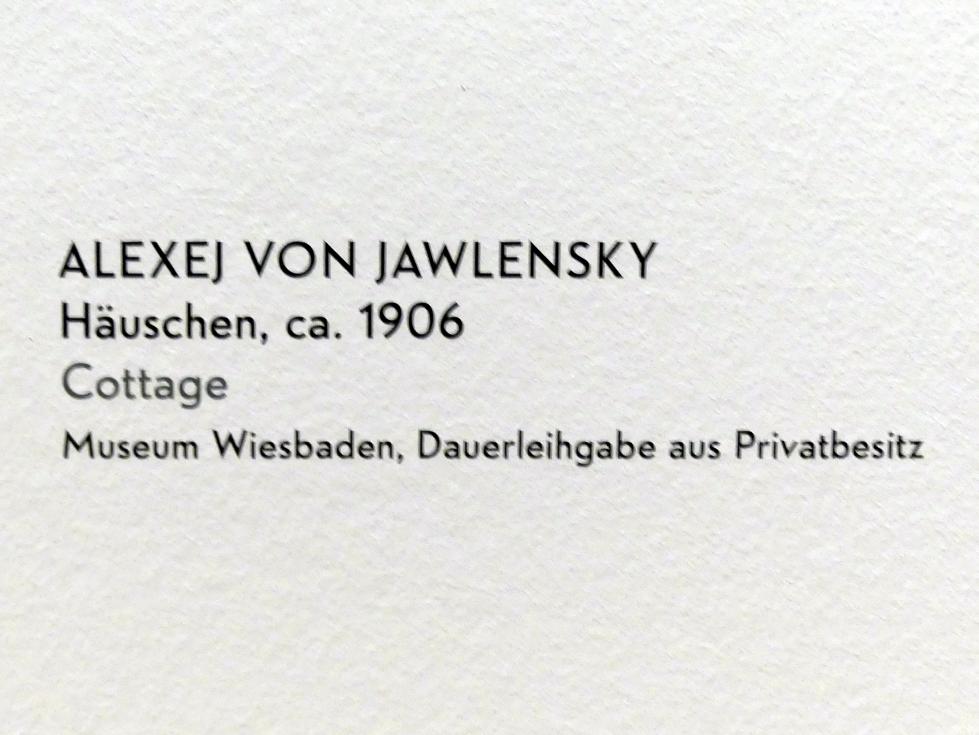 ALEXEJ VON JAWLENSKY
Häuschen, ca. 1906
Cottage
Museum Wiesbaden, Dauerleihgabe aus Privatbesitz